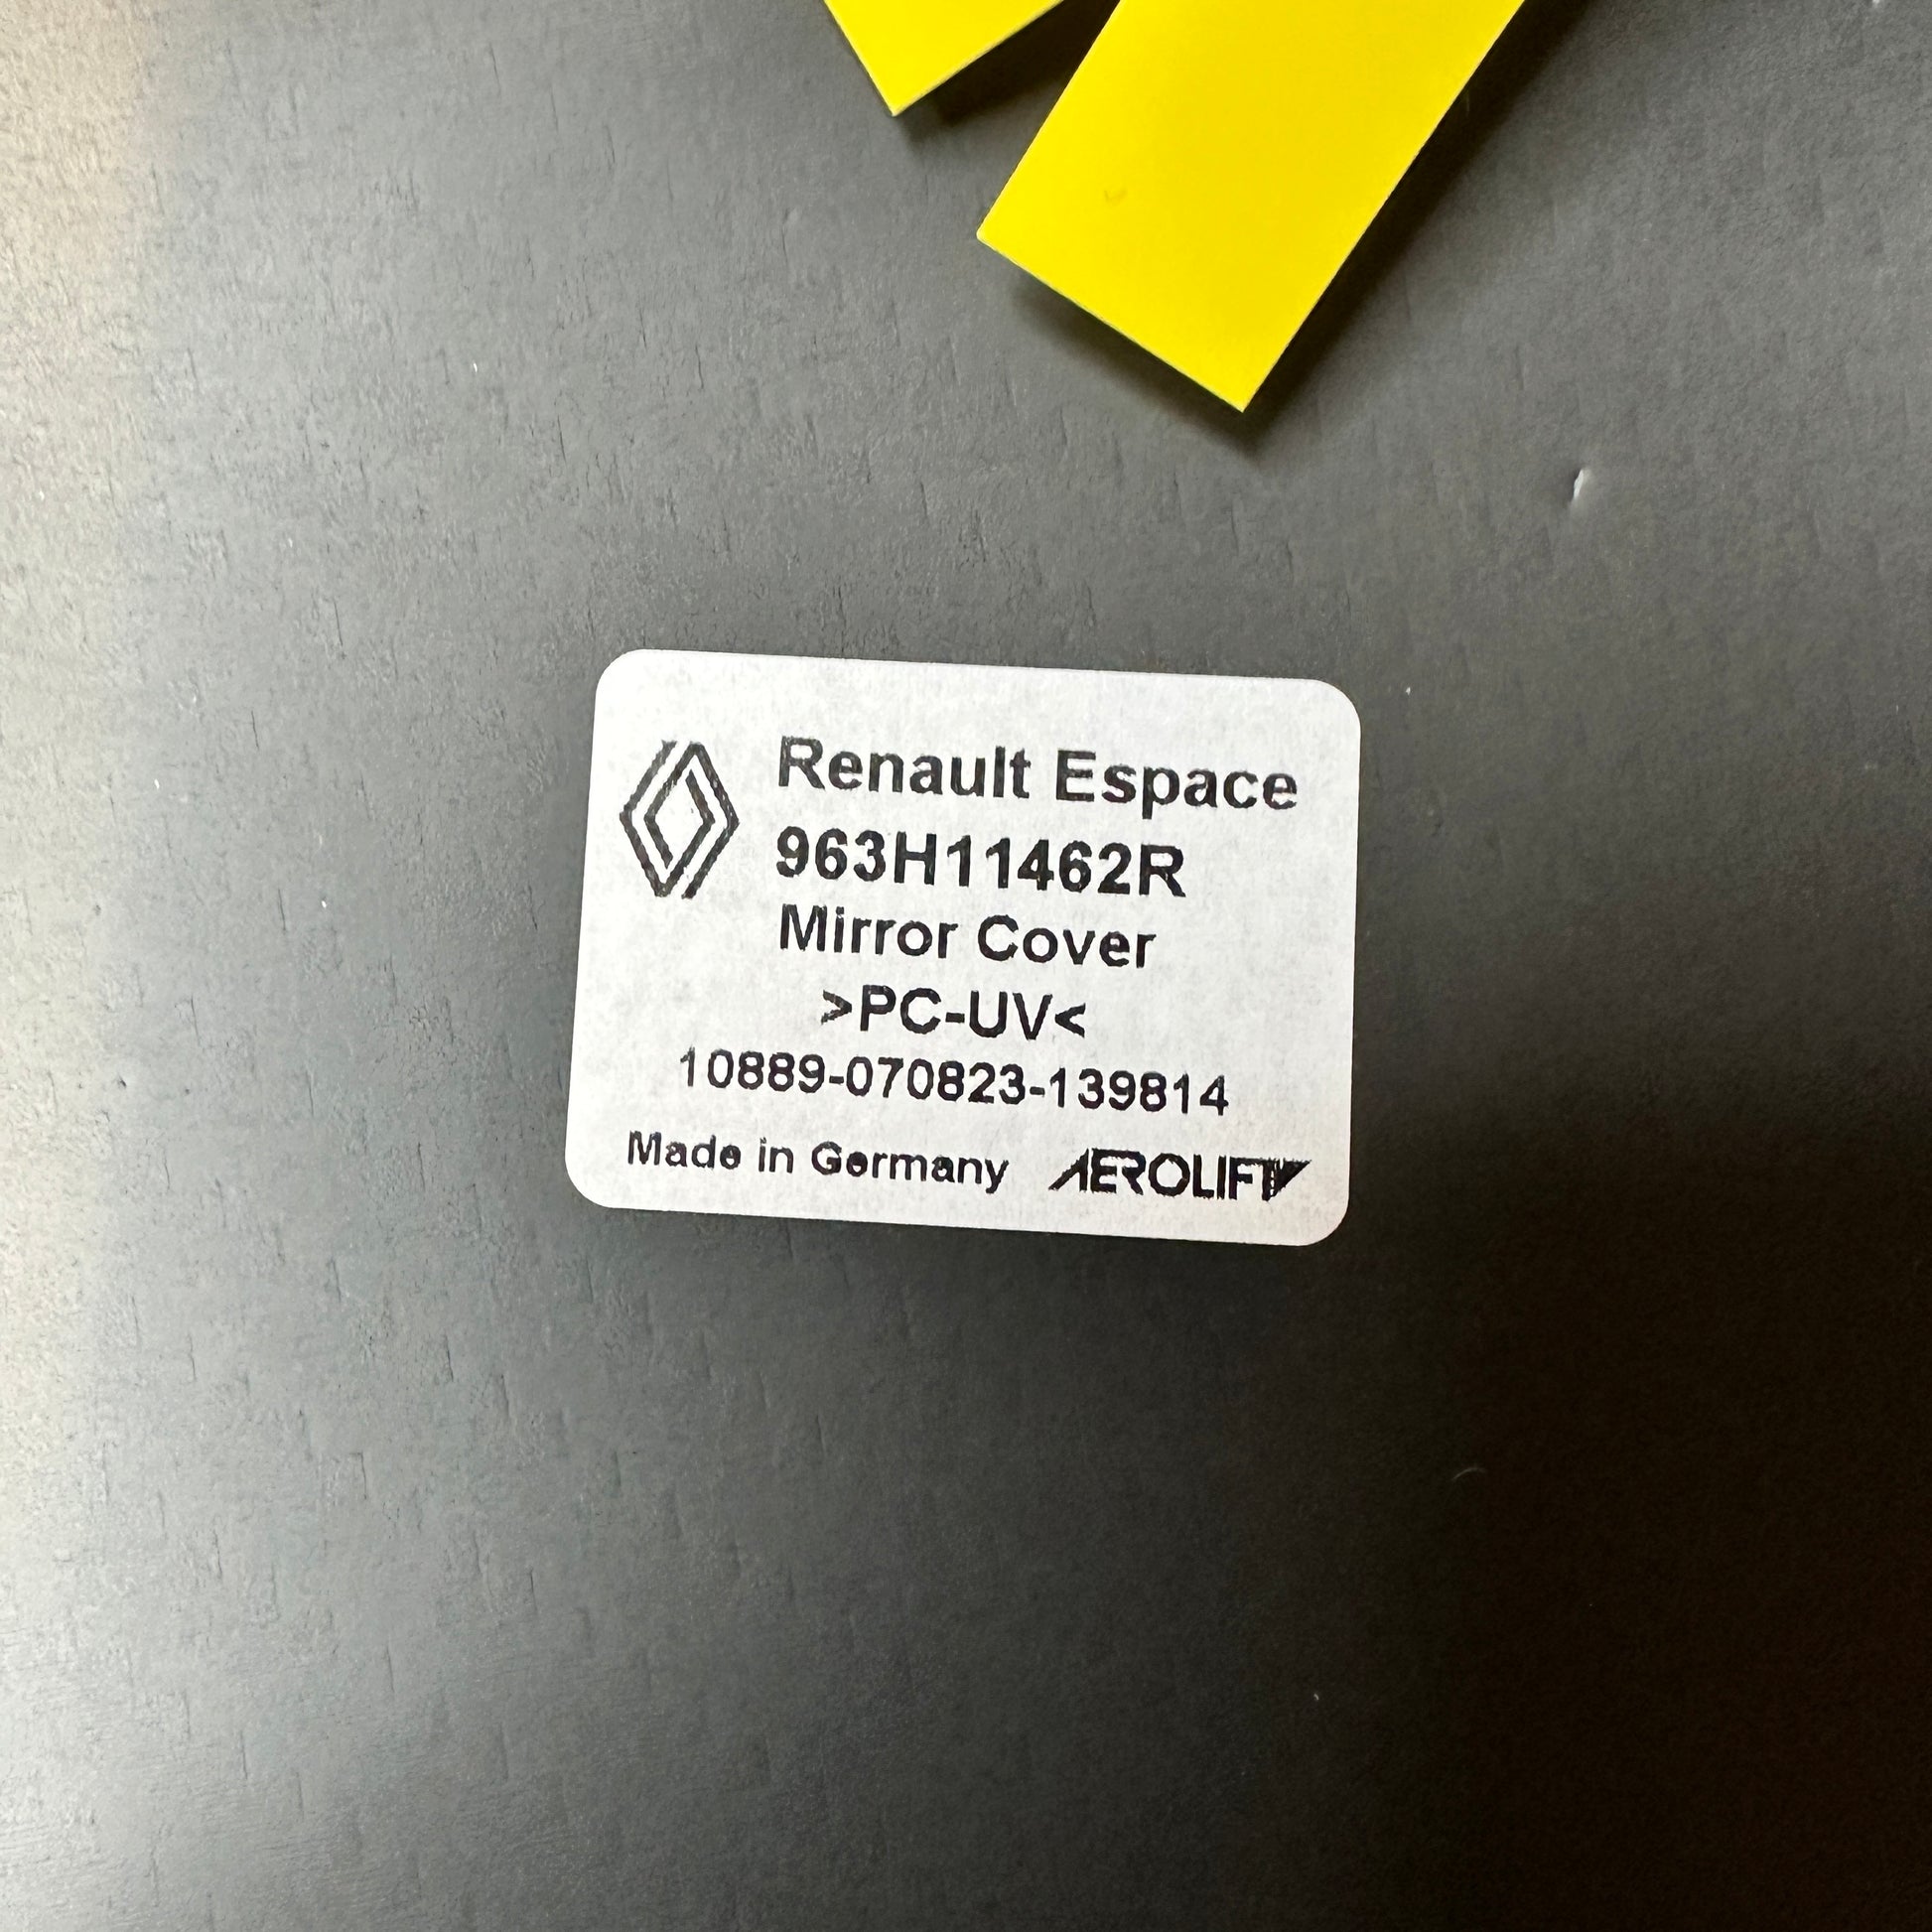 Renault Espace
963H11462R
Mirror Cover
>PC-UV<
10889-070823-139814
Made in Germany AEROLIFT